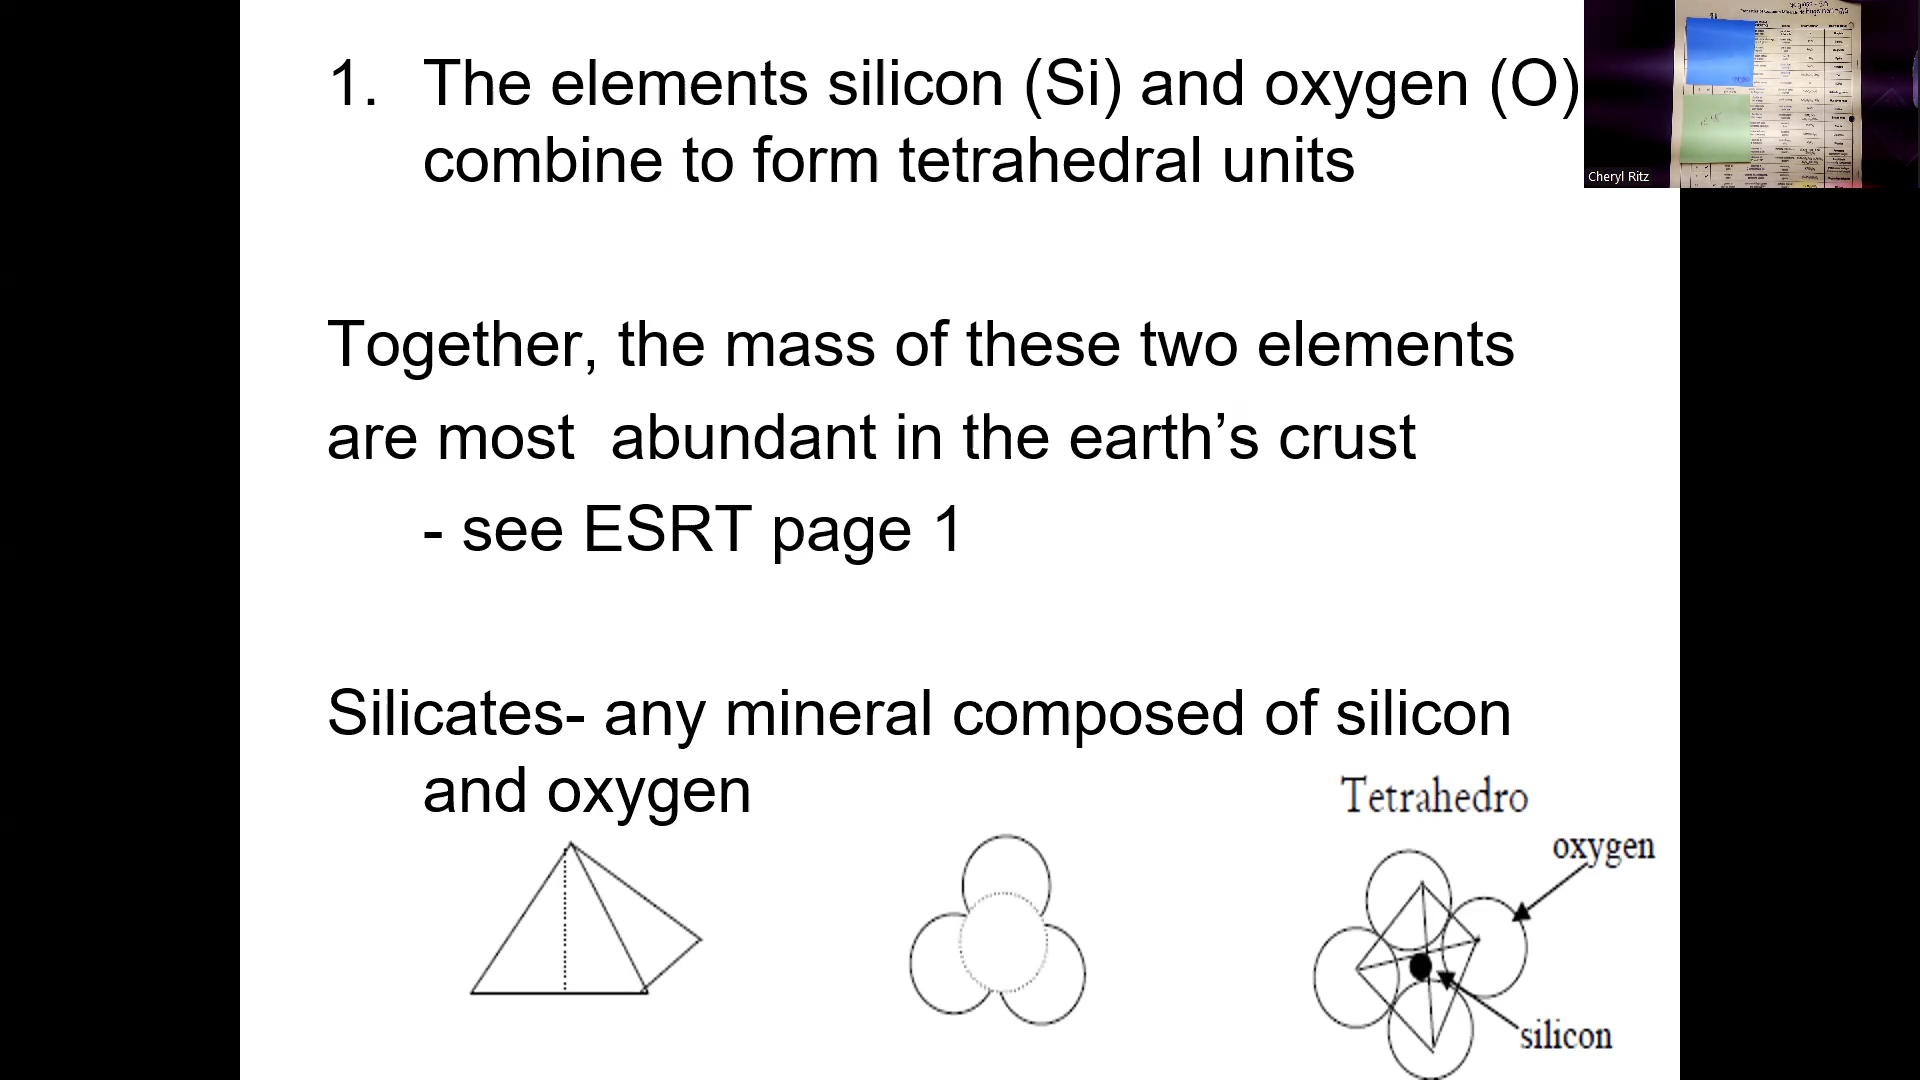 1. The elements silicon (Si) and oxygen (O)
combine to form tetrahedral units
Together, the mass of these two elements
are most abundant in the earth’s crust
- see ESRT page 1
Silicates- any mineral composed of silicon
and oxygen
Tetrahedro
oxygen
silicon
Cheryl Ritz